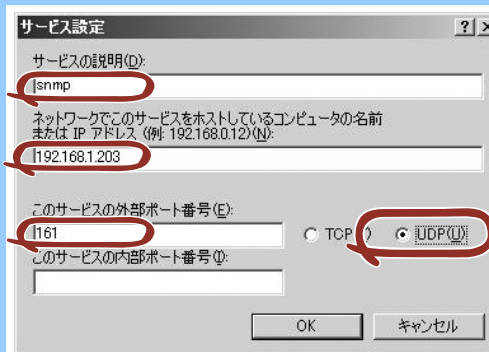 サービス設定
サービスの説明(D):
snmp
ネットワークでこのサービスをホストしているコンピュータの名前
または IP アドレス (例: 192.168.0.12)(N):
192.168.1.203
このサービスの外部ポート番号(E):
161
TCP
UDP(U)
このサービスの内部ポート番号(I):
OK
キャンセル